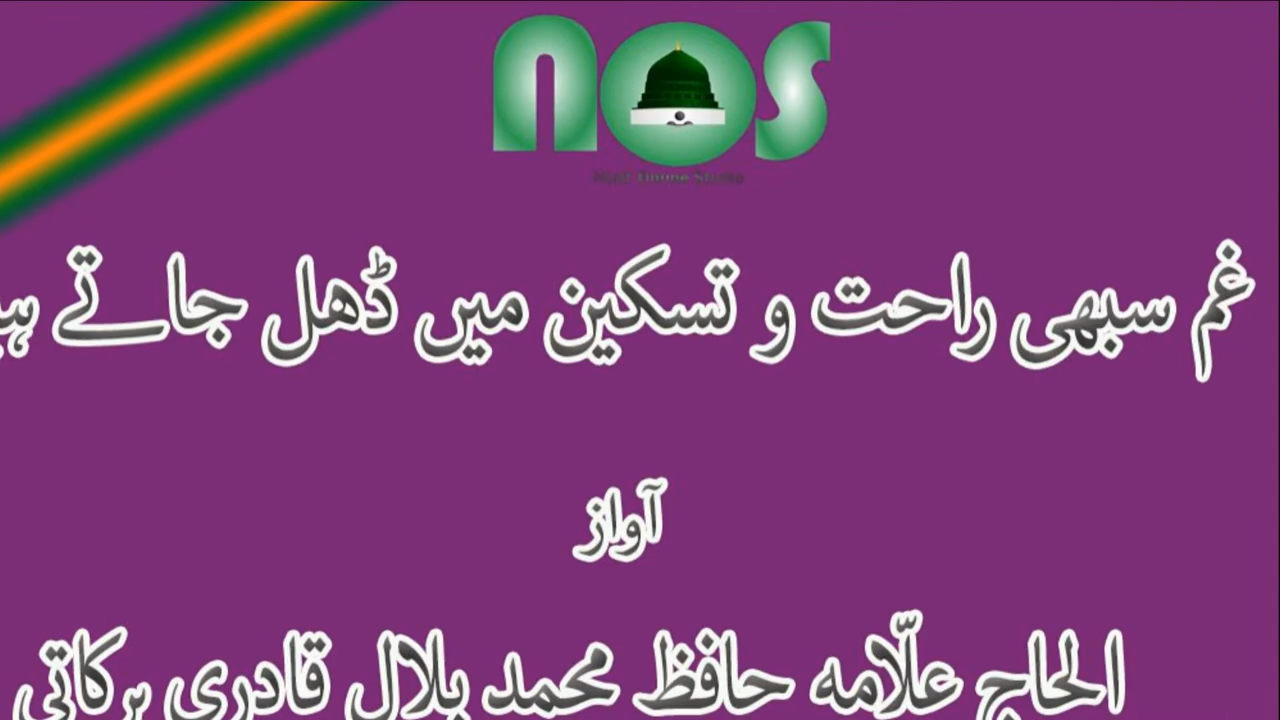 nos
غم سبھی راحت و تسکین میں ڈھل جاتے
آواز
الحاج علّامہ حافظ محمد بلال قادری برکاتی